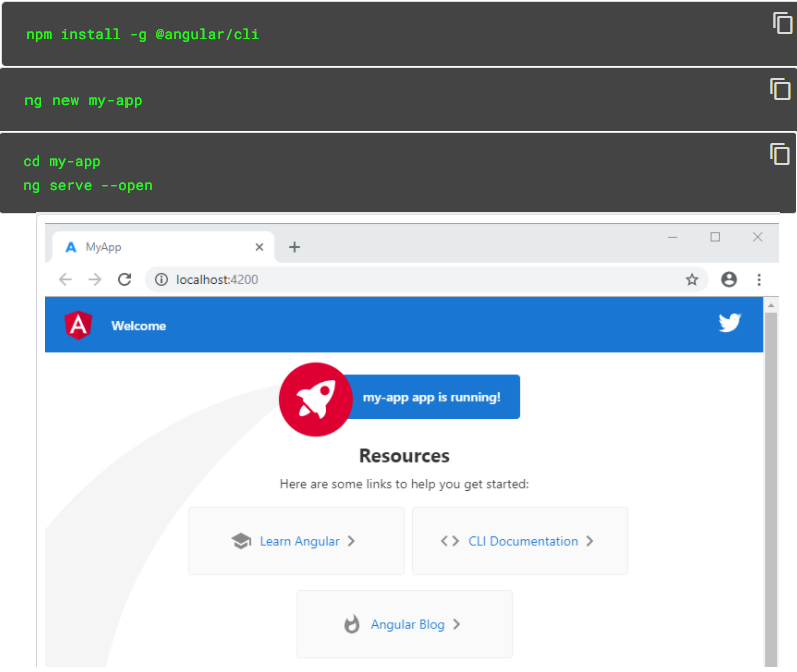 npm install -g @angular/cli
ng new my-app
cd my-app
ng serve --open
MyApp
localhost:4200
Welcome
my-app app is running!
Resources
Here are some links to help you get started:
Learn Angular
CLI Documentation
Angular Blog